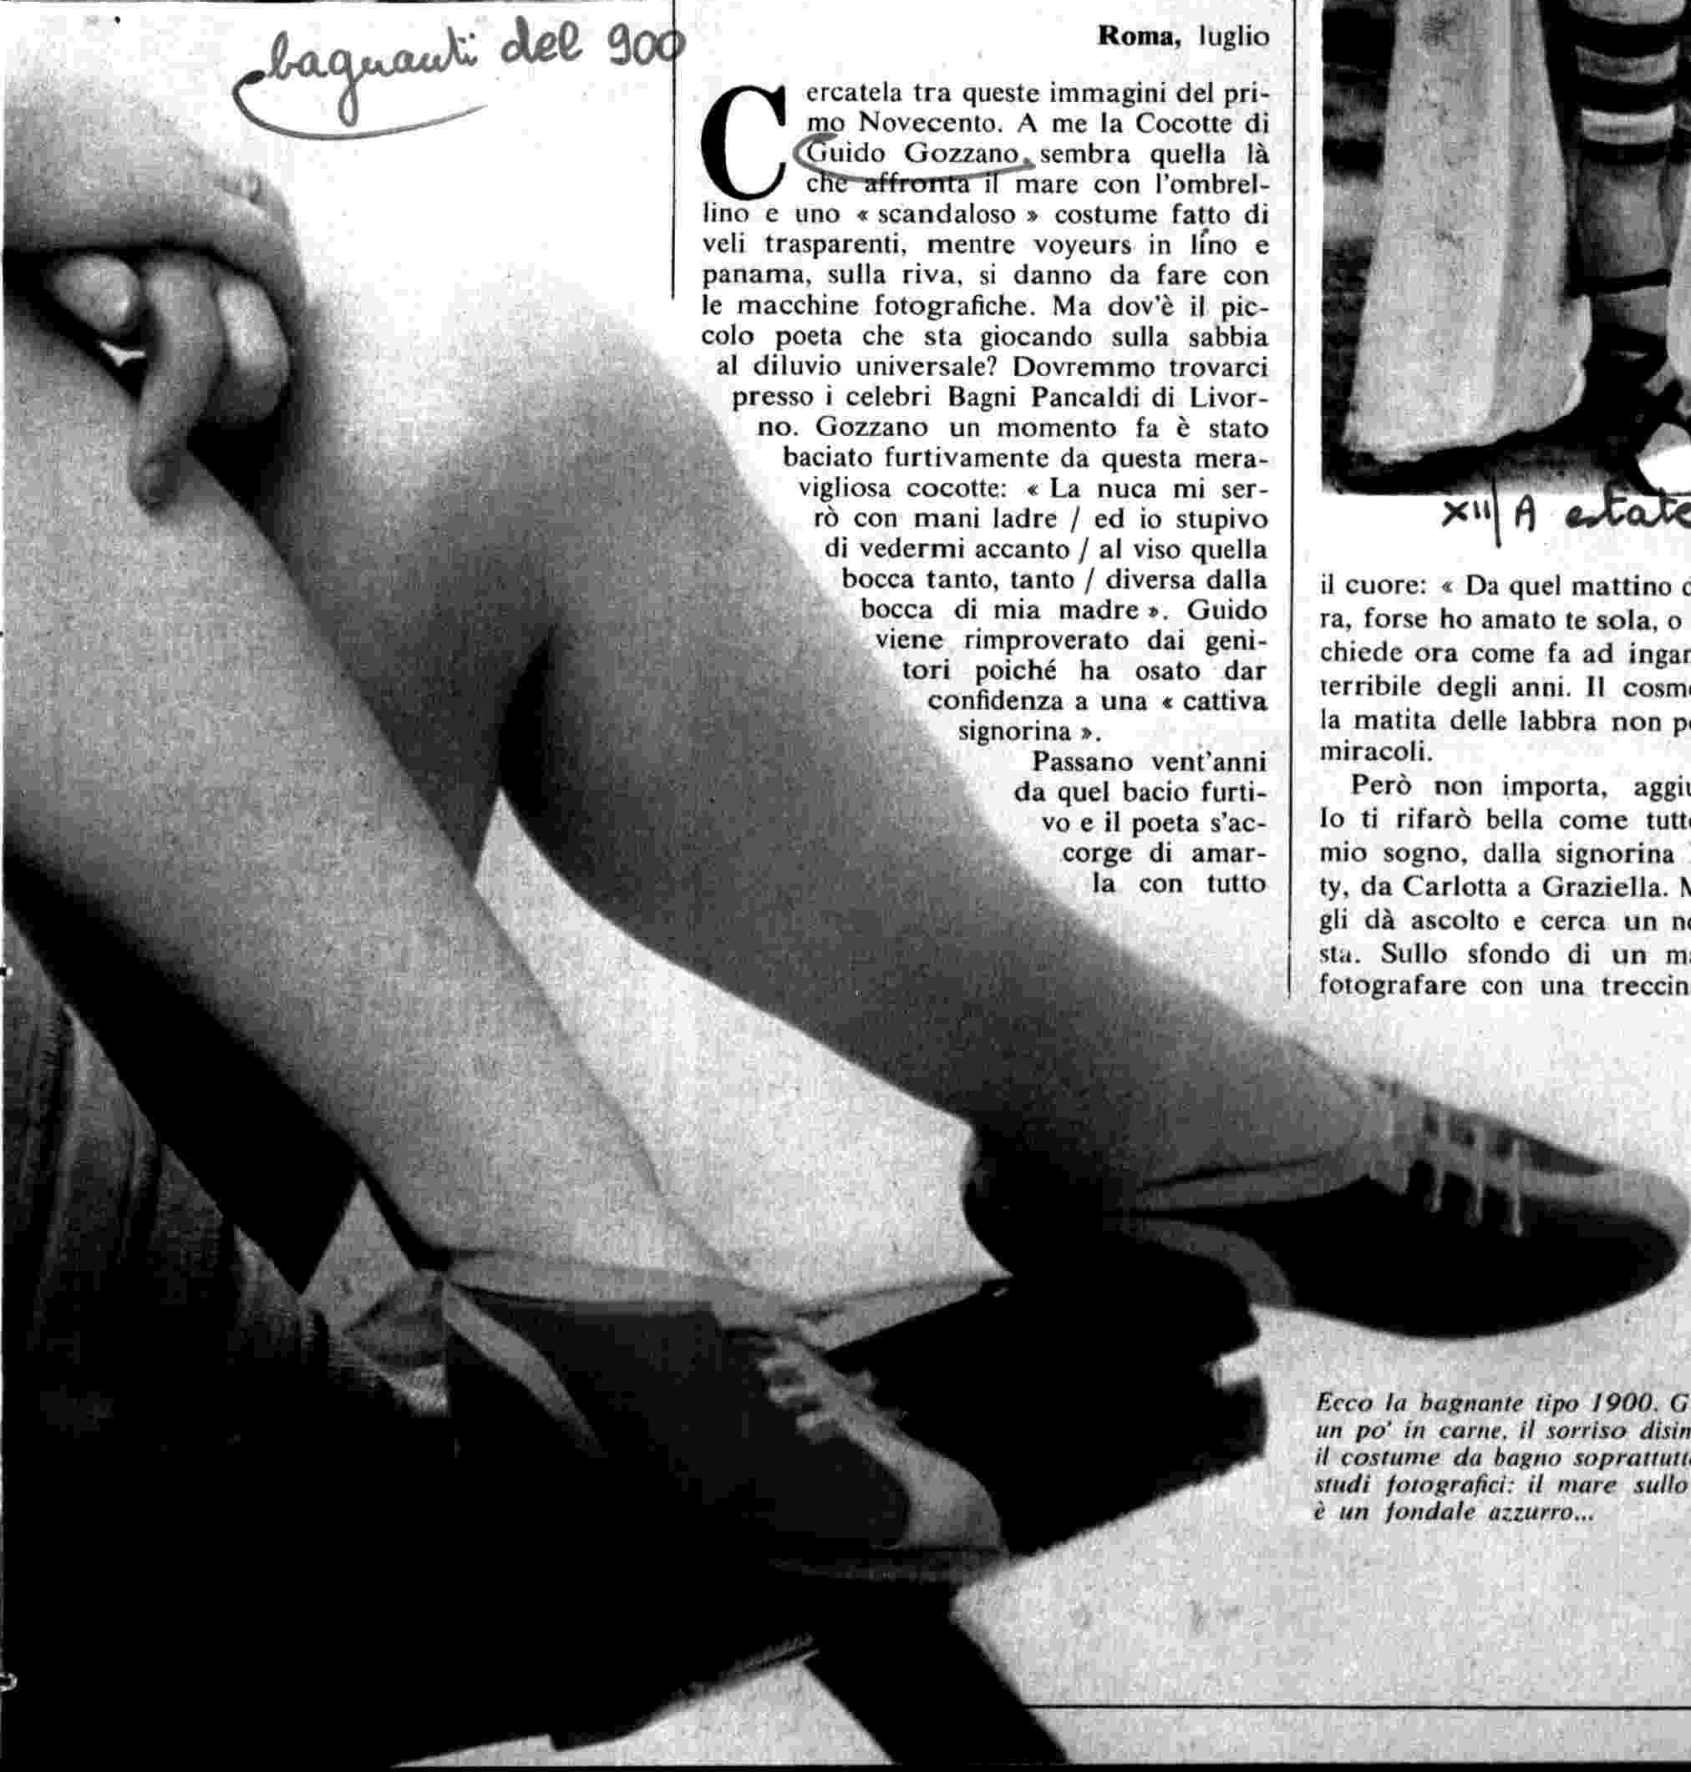 bagnanti del 900
Roma, luglio
Cercatela tra queste immagini del pri-
mo Novecento. A me la Cocotte di
Guido Gozzano sembra quella là
che affronta il mare con l'ombrel-
lino e uno « scandaloso » costume fatto di
veli trasparenti, mentre voyeurs in lino e
panama, sulla riva, si danno da fare con
le macchine fotografiche. Ma dov'è il pic-
colo poeta che sta giocando sulla sabbia
al diluvio universale? Dovremmo trovarci
presso i celebri Bagni Pancaldi di Livor-
no. Gozzano un momento fa è stato
baciato furtivamente da questa mera-
vigliosa cocotte: « La nuca mi ser-
rò con mani ladre / ed io stupivo
di vedermi accanto / al viso quella
bocca tanto, tanto / diversa dalla
bocca di mia madre ». Guido
viene rimproverato dai geni-
tori poiché ha osato dar
confidenza a una « cattiva
signorina ».
Passano vent'anni
da quel bacio furti-
vo e il poeta s'ac-
corge di amar-
la con tutto
XII/A estate
il cuore: « Da quel mattino
ra, forse ho amato te sola, o
chiede ora come fa ad
terribile degli anni. Il
la matita delle labbra non
miracoli.
Però non importa,
Io ti rifarò bella come
mio sogno, dalla signorina
ty, da Carlotta a Graziella.
gli dà ascolto e cerca un
sta. Sullo sfondo di un
fotografare con una
Ecco la bagnante tipo 1900.
un po' in carne, il sorriso
il costume da bagno
studi fotografici: il mare sullo
è un fondale azzurro...